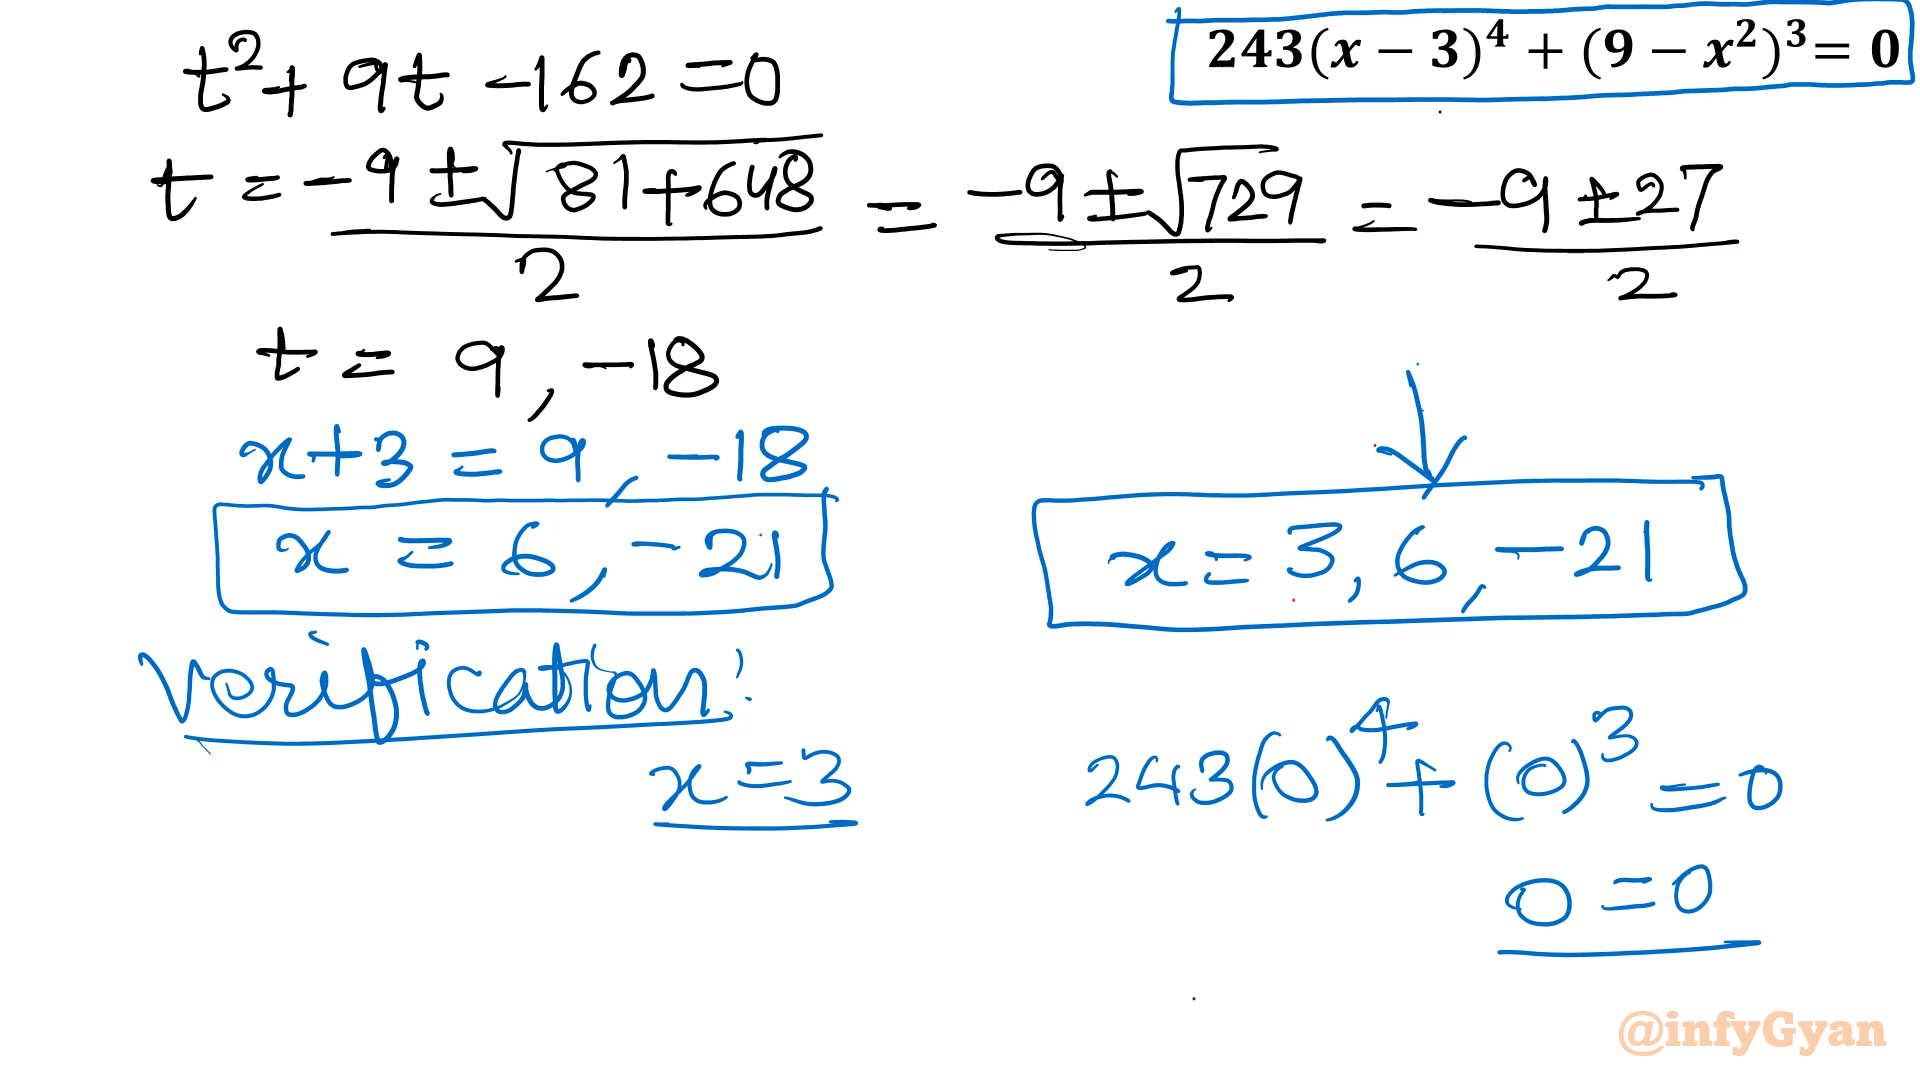 243(x − 3)⁴ + (9 − x²)³= 0
t² + 9t − 162 = 0
t = (−9 ± √(81 + 648))/2 = (−9 ± √729)/2 = (−9 ± 27)/2
t = 9, −18
x + 3 = 9, −18
x = 6, −21
x = 3, 6, −21
verification:
x = 3
243(0)⁴ + (0)³ = 0
0 = 0
@infyGyan